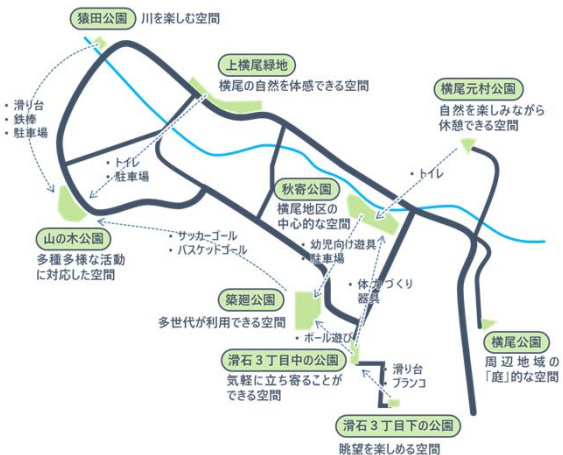 猿田公園
川を楽しむ空間
上横尾緑地
横尾の自然を体感できる空間
横尾元村公園
自然を楽しみながら
休憩できる空間
・滑り台
・鉄棒
・駐車場
・トイレ
・駐車場
・トイレ
秋寄公園
横尾地区の
中心的な空間
山の木公園
多種多様な活動
に対応した空間
・サッカーゴール
・バスケットゴール
・幼児向け遊具
・駐車場
・体力づくり
器具
築廻公園
多世代が利用できる空間
・ボール遊び
滑石3丁目中の公園
気軽に立ち寄ることが
できる空間
・滑り台
・ブランコ
横尾公園
周辺地域の
「庭」的な空間
滑石3丁目下の公園
眺望を楽しめる空間